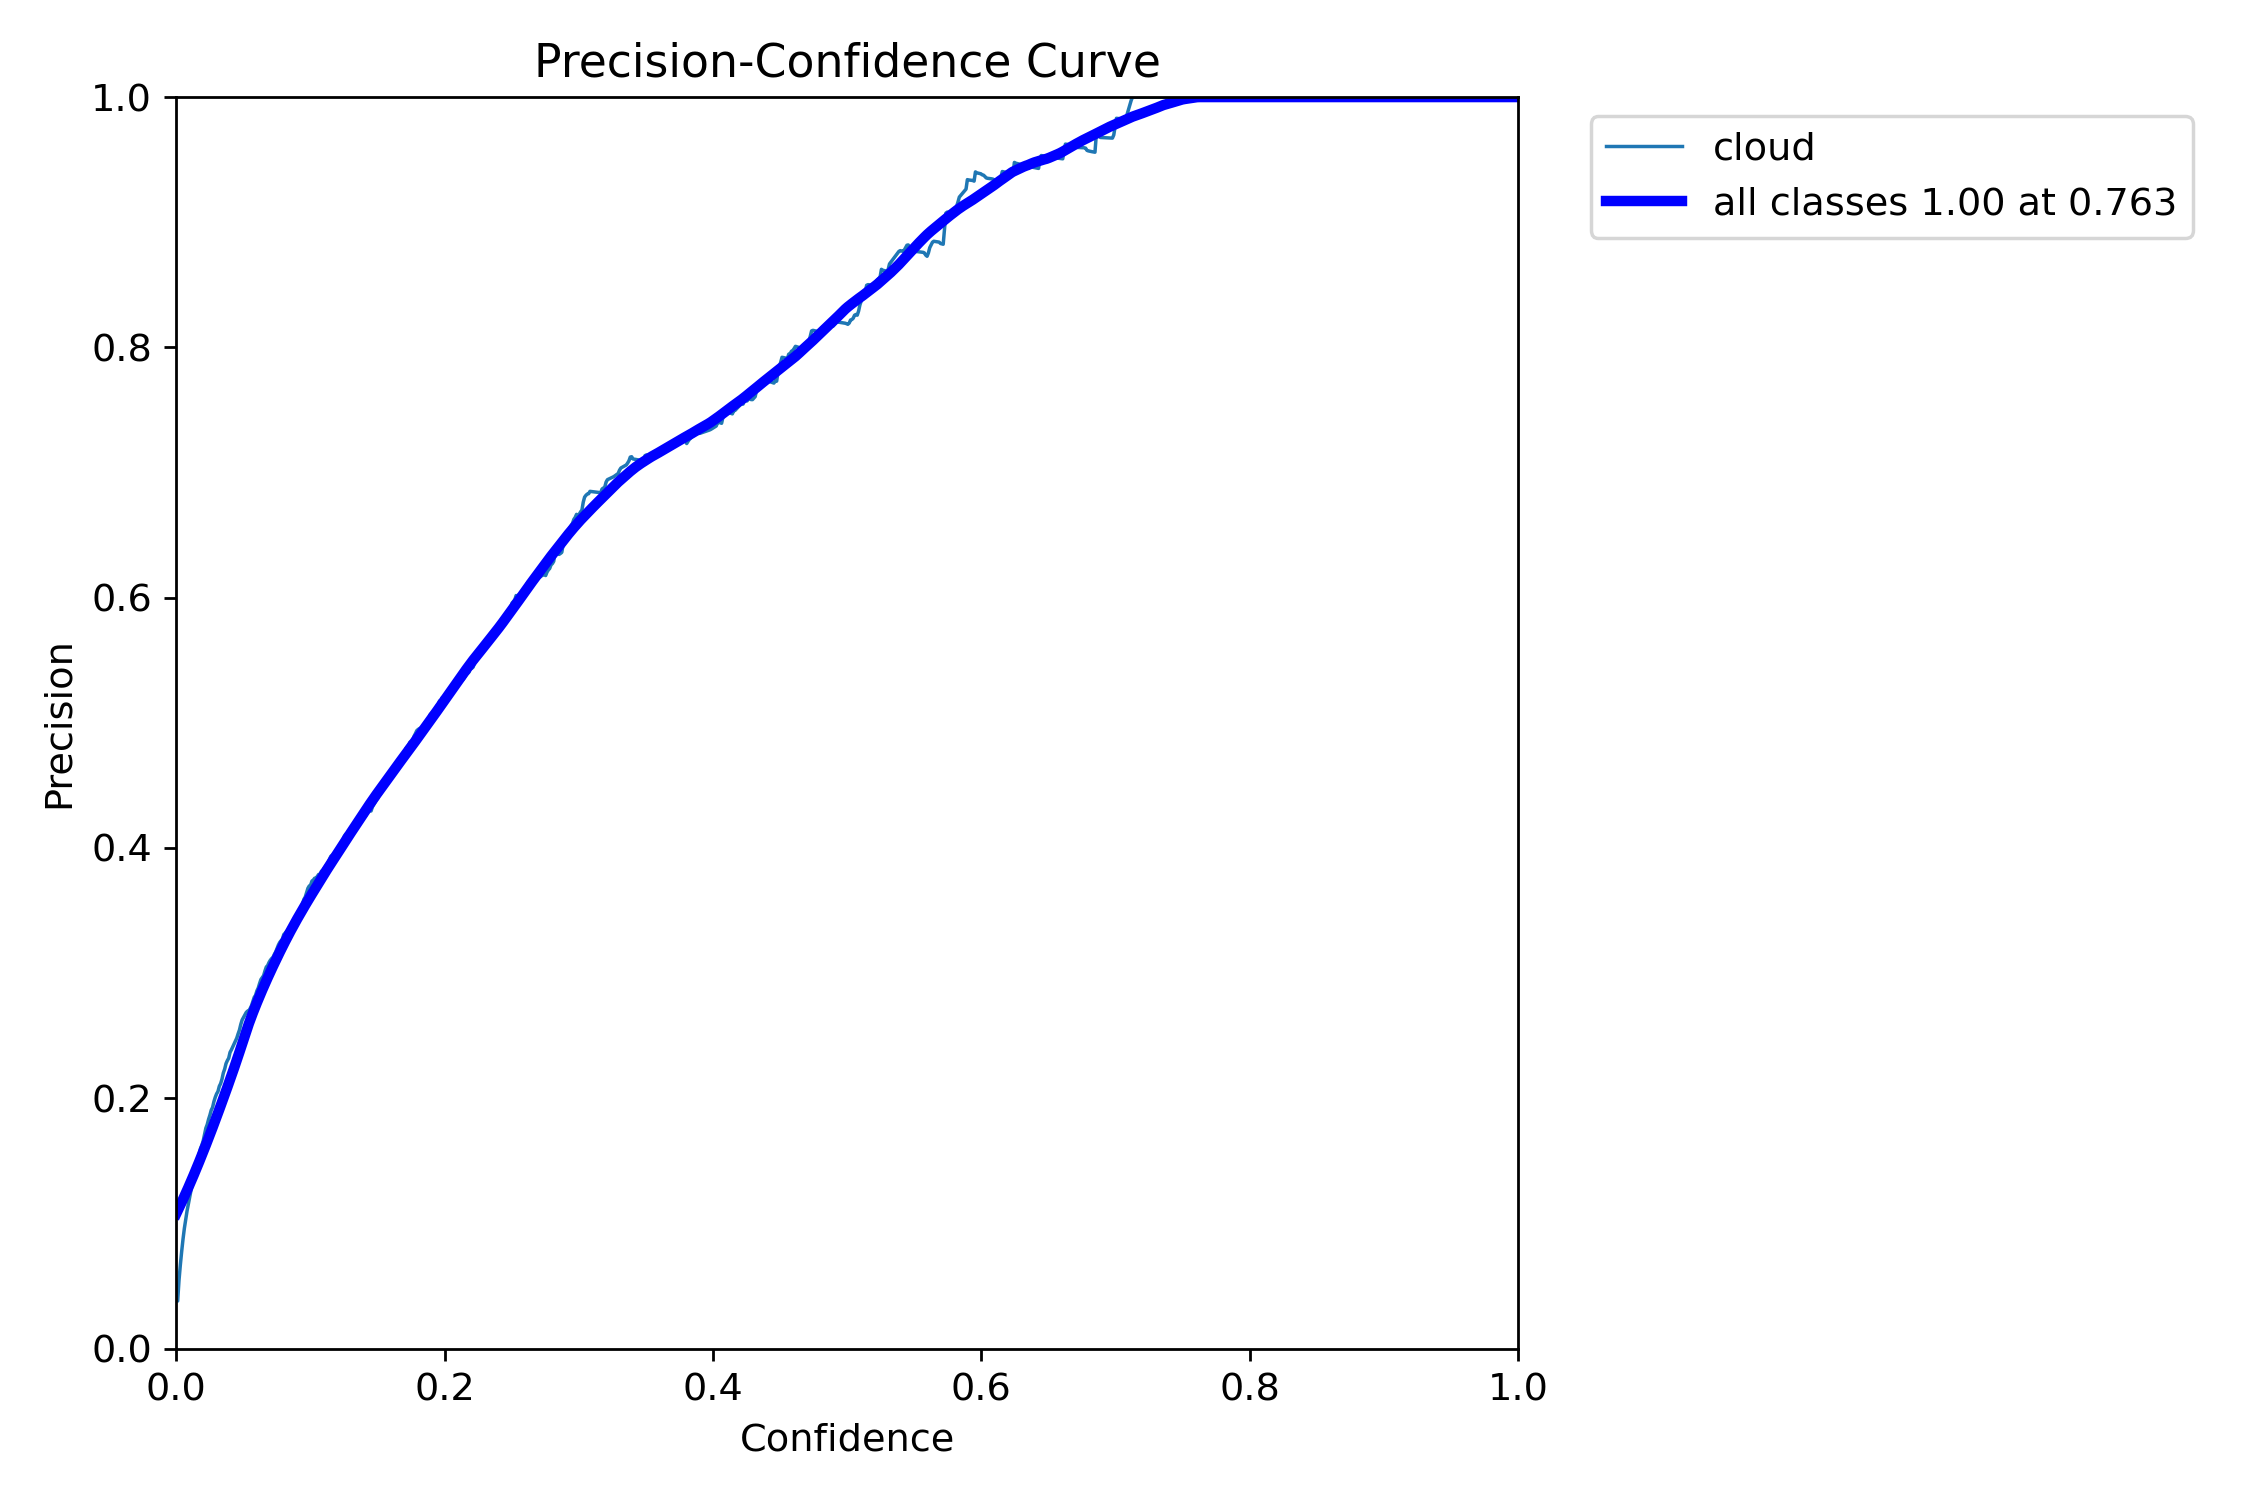 Precision-Confidence Curve
1.0
0.8
0.6
0.4
0.2
0.0
Precision
0.0 0.2 0.4 0.6 0.8 1.0
Confidence
cloud
all classes 1.00 at 0.763